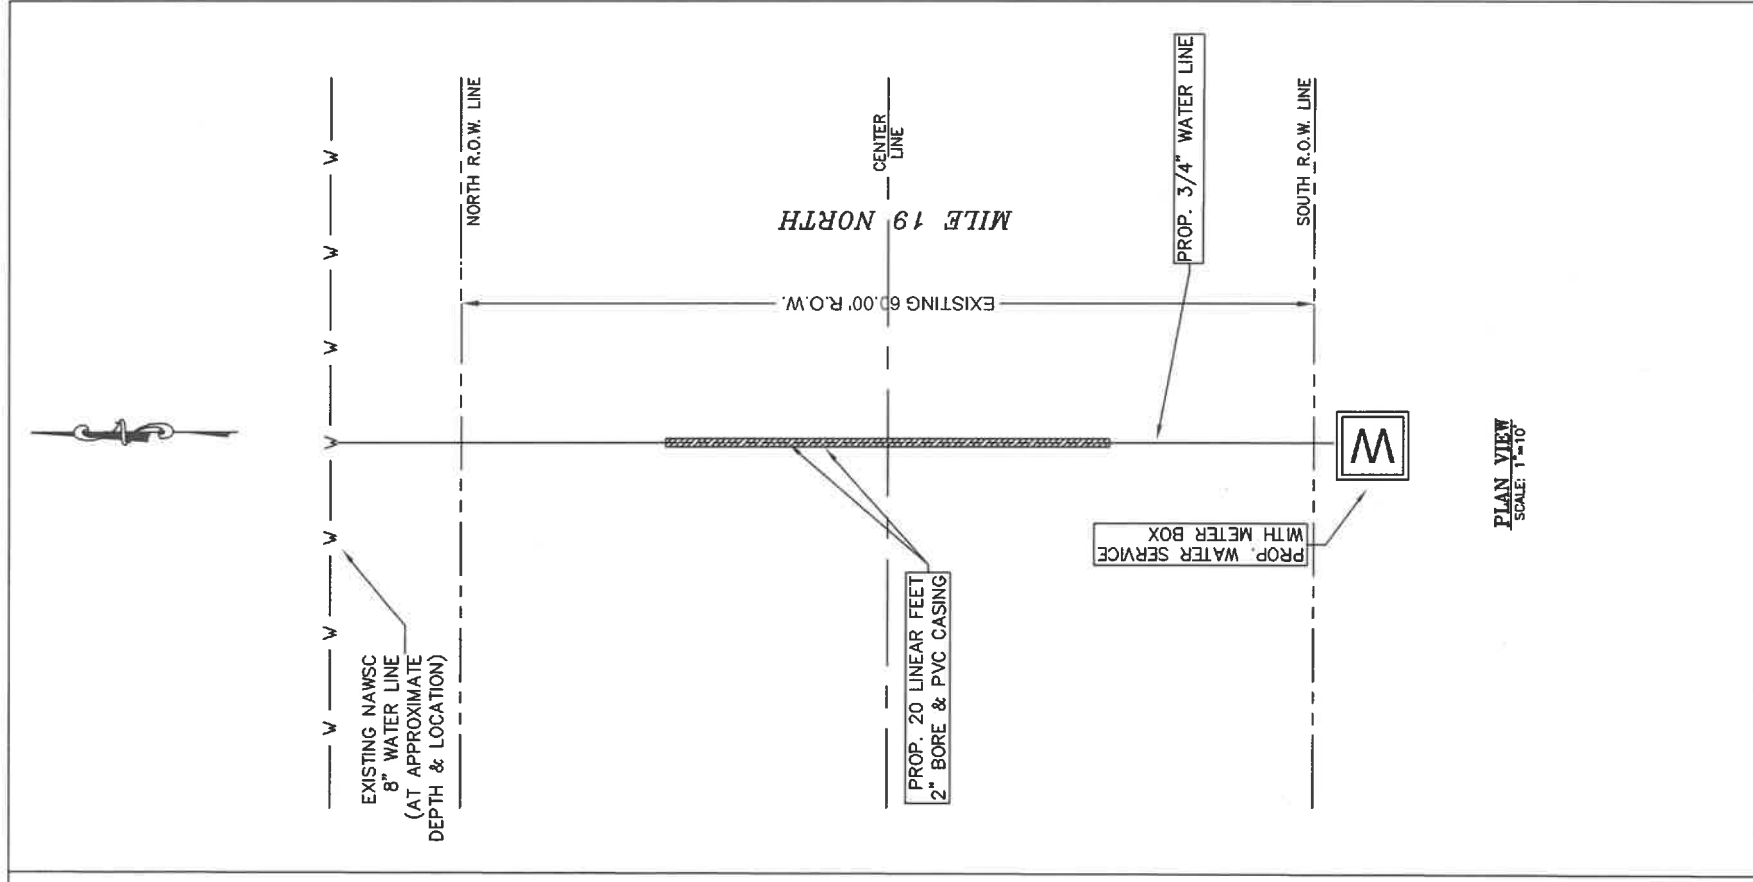 W W W W W W W W
EXISTING NAWSC
8" WATER LINE
(AT APPROXIMATE
DEPTH & LOCATION)
NORTH R.O.W. LINE
CENTER
LINE
MILE 19 NORTH
EXISTING 60.00' R.O.W.
PROP. 3/4" WATER LINE
SOUTH R.O.W. LINE
PROP. 20 LINEAR FEET
2" BORE & PVC CASING
PROP. WATER SERVICE
WITH METER BOX
W
PLAN VIEW
SCALE: 1"=10'